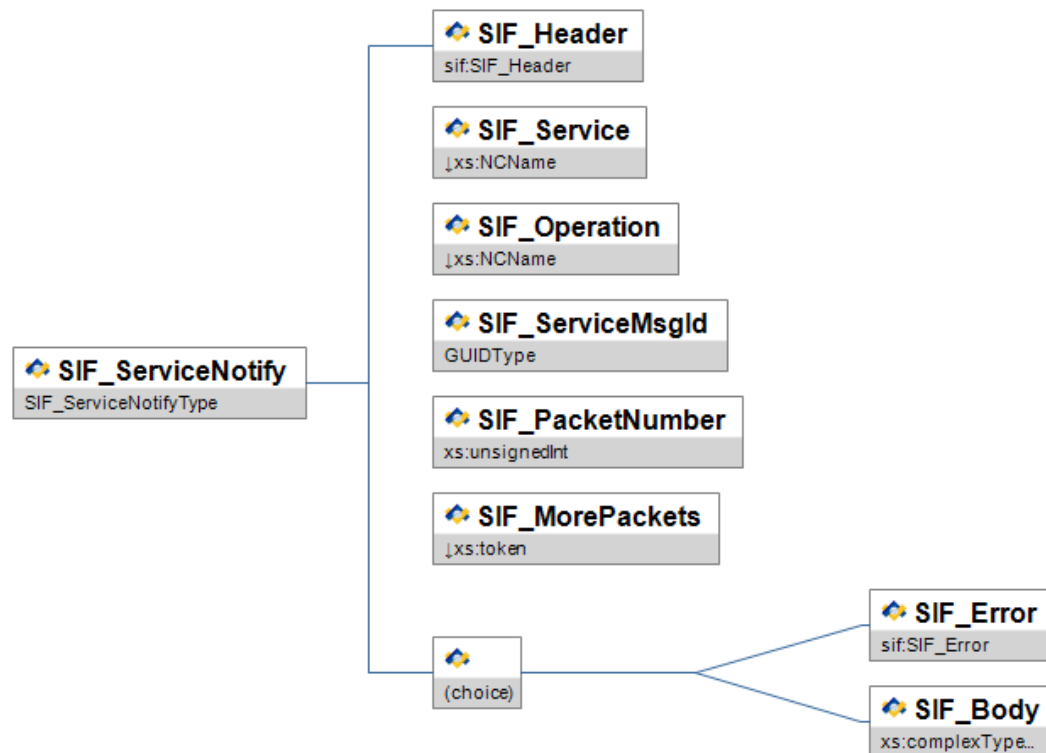 SIF_Header
sif:SIF_Header
SIF_Service
↓xs:NCName
SIF_Operation
↓xs:NCName
SIF_ServiceMsgId
GUIDType
SIF_ServiceNotify
SIF_ServiceNotifyType
SIF_PacketNumber
xs:unsignedInt
SIF_MorePackets
↓xs:token
(choice)
SIF_Error
sif:SIF_Error
SIF_Body
xs:complexType...